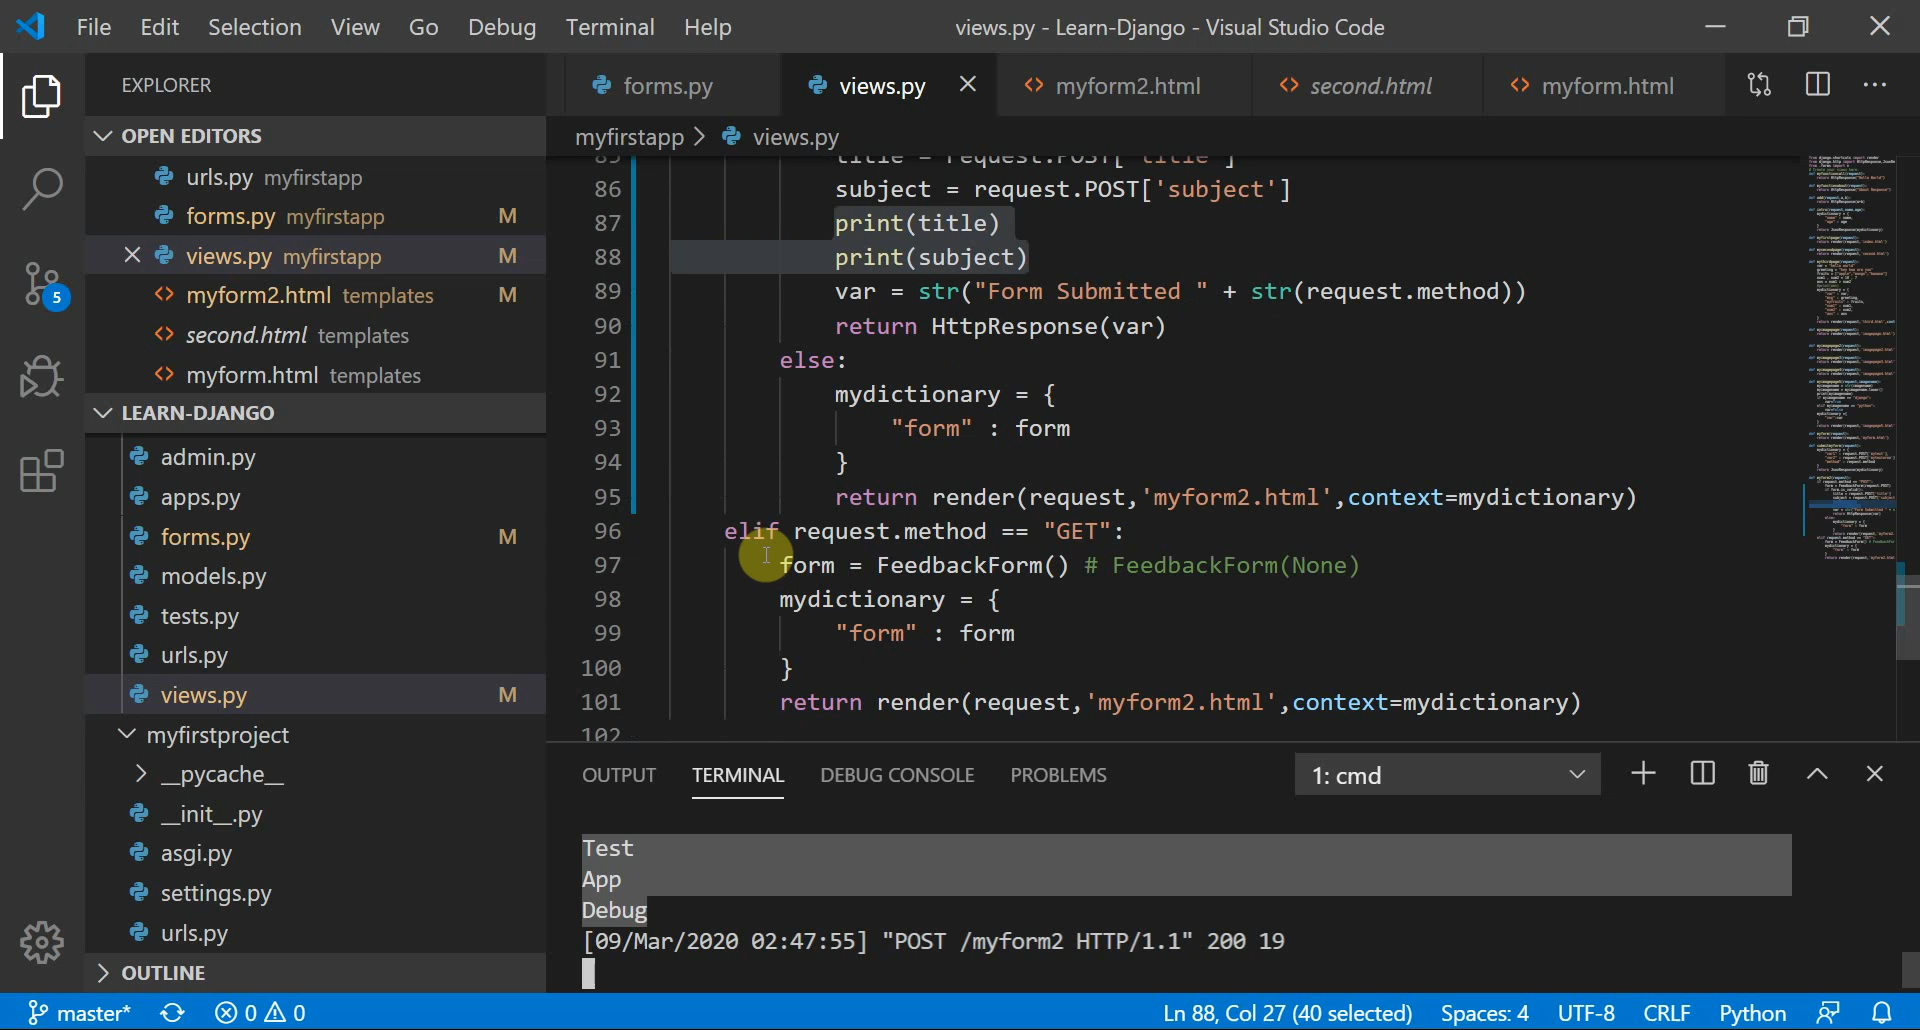 File Edit Selection View Go Debug Terminal Help views.py - Learn-Django - Visual Studio Code
EXPLORER
forms.py views.py myform2.html second.html myform.html
OPEN EDITORS
myfirstapp > views.py
urls.py myfirstapp
forms.py myfirstapp M
views.py myfirstapp M
myform2.html templates M
second.html templates
myform.html templates
5
LEARN-DJANGO
admin.py
apps.py
forms.py M
models.py
tests.py
urls.py
views.py M
myfirstproject
__pycache__
__init__.py
asgi.py
settings.py
urls.py
OUTLINE
85 title = request.POST['title']
86 subject = request.POST['subject']
87 print(title)
88 print(subject)
89 var = str("Form Submitted " + str(request.method))
90 return HttpResponse(var)
91 else:
92 mydictionary = {
93 "form" : form
94 }
95 return render(request,'myform2.html',context=mydictionary)
96 elif request.method == "GET":
97 form = FeedbackForm() # FeedbackForm(None)
98 mydictionary = {
99 "form" : form
100 }
101 return render(request,'myform2.html',context=mydictionary)
102
OUTPUT TERMINAL DEBUG CONSOLE PROBLEMS 1: cmd
Test
App
Debug
[09/Mar/2020 02:47:55] "POST /myform2 HTTP/1.1" 200 19
master* 0 0 Ln 88, Col 27 (40 selected) Spaces: 4 UTF-8 CRLF Python